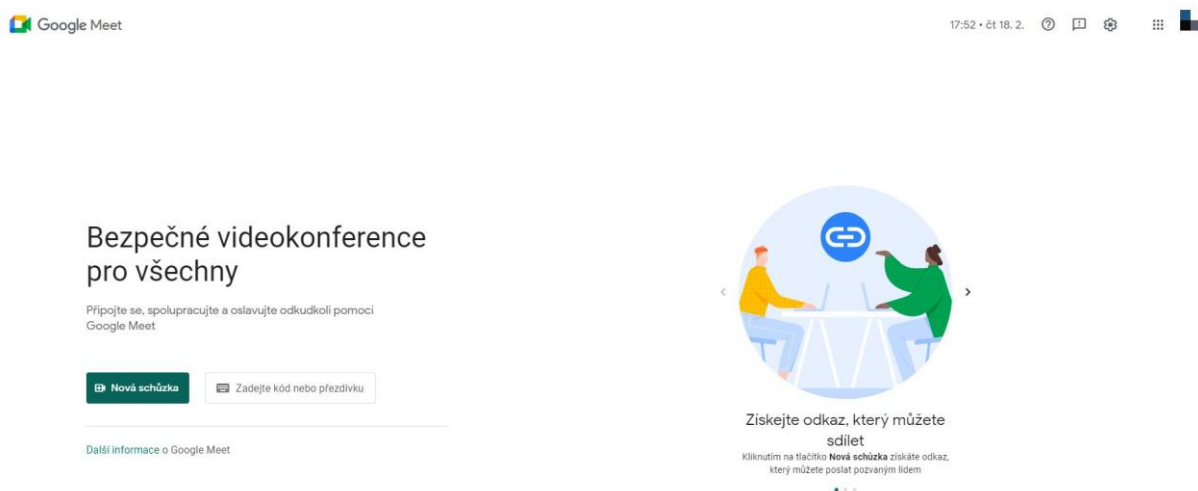 Google Meet
17:52 • čt 18. 2.
Bezpečné videokonference
pro všechny
Připojte se, spolupracujte a oslavujte odkudkoli pomocí
Google Meet
Nová schůzka
Zadejte kód nebo přezdívku
Další informace o Google Meet
Získejte odkaz, který můžete
sdílet
Kliknutím na tlačítko Nová schůzka získáte odkaz,
který můžete poslat pozvaným lidem